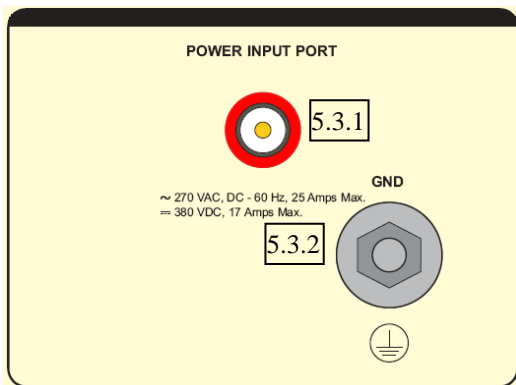 POWER INPUT PORT
5.3.1
GND
~ 270 VAC, DC - 60 Hz, 25 Amps Max.
⎓ 380 VDC, 17 Amps Max.
5.3.2